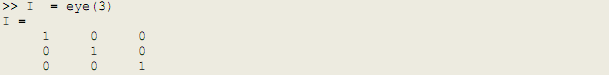 >> I  = eye(3)
I =
     1     0     0
     0     1     0
     0     0     1